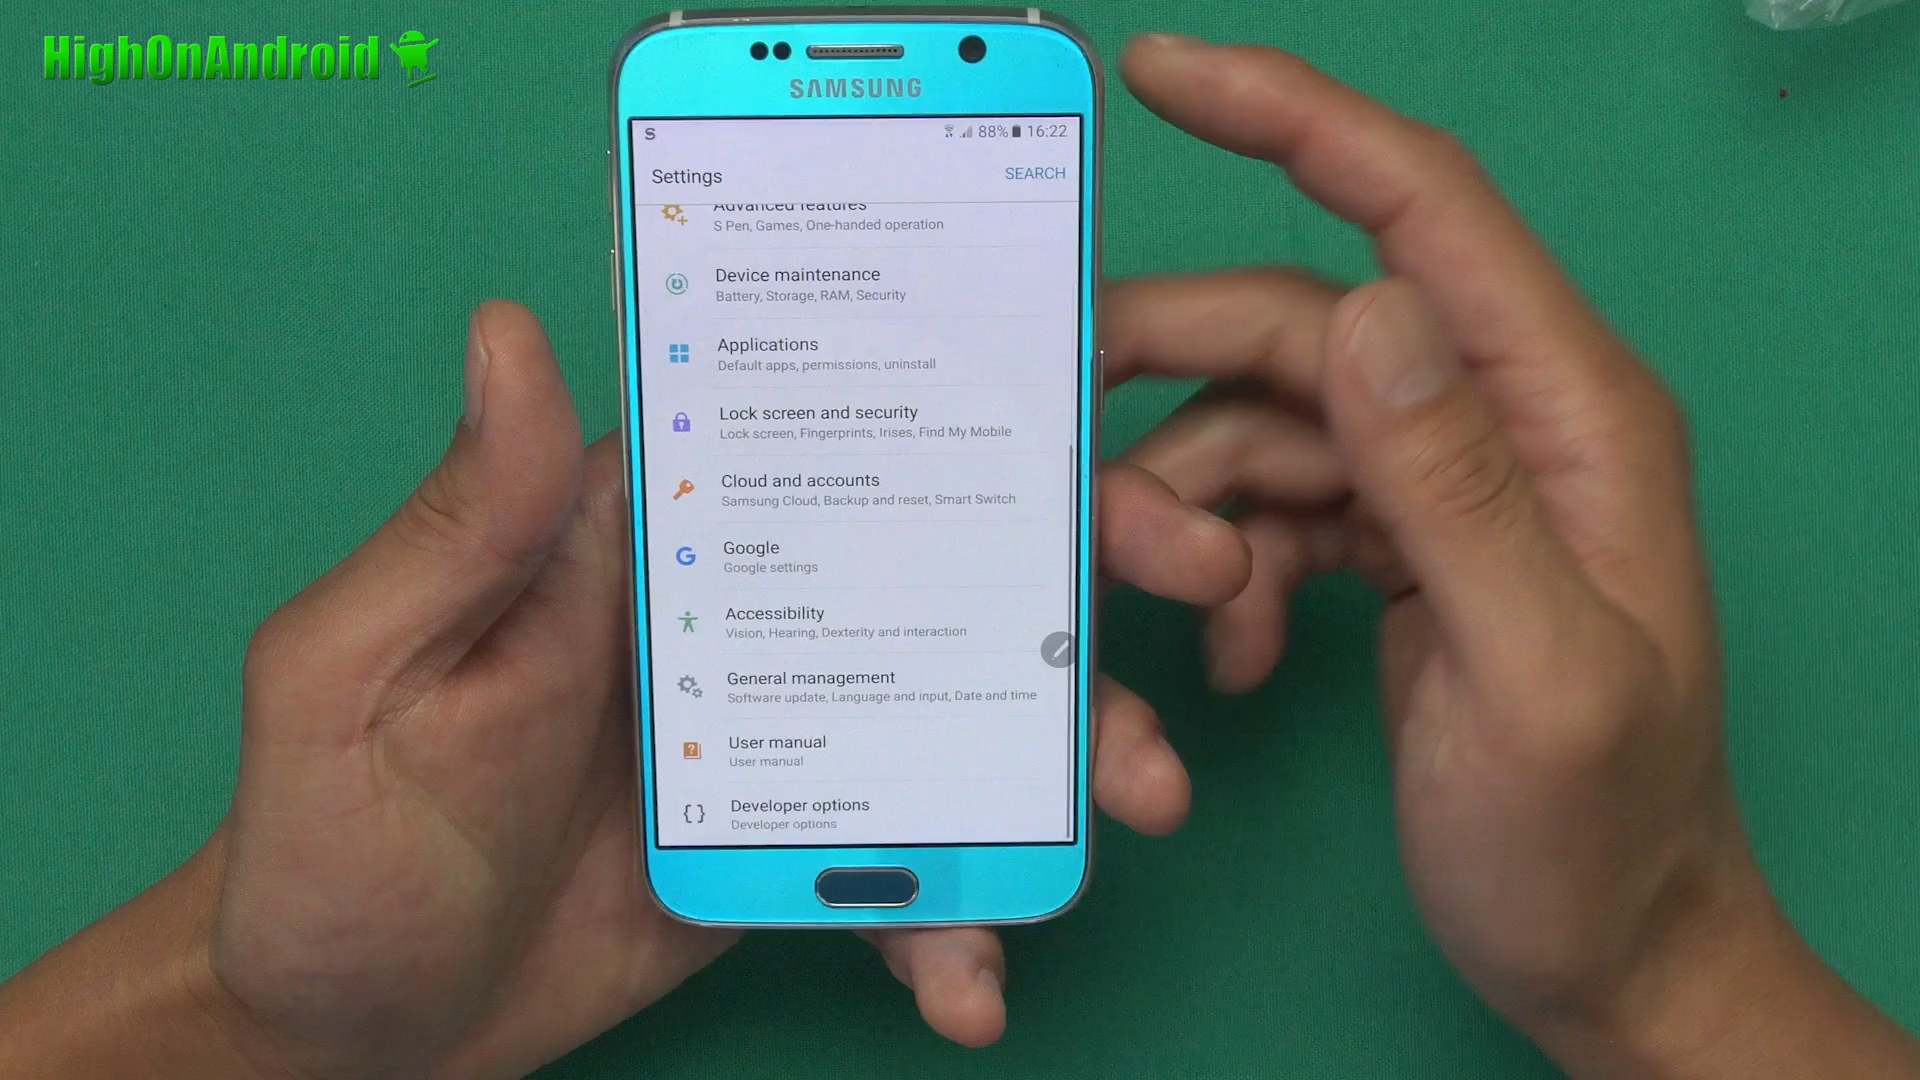 HighOnAndroid
SAMSUNG
S
88% 16:22
Settings
SEARCH
Advanced features
S Pen, Games, One-handed operation
Device maintenance
Battery, Storage, RAM, Security
Applications
Default apps, permissions, uninstall
Lock screen and security
Lock screen, Fingerprints, Irises, Find My Mobile
Cloud and accounts
Samsung Cloud, Backup and reset, Smart Switch
G
Google
Google settings
Accessibility
Vision, Hearing, Dexterity and interaction
General management
Software update, Language and input, Date and time
?
User manual
User manual
{ }
Developer options
Developer options